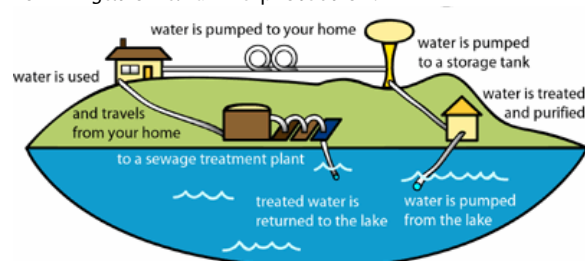 water is pumped to your home
water is pumped
to a storage tank
water is used
water is treated
and purified
and travels
from your home
to a sewage treatment plant
treated water is
returned to the lake
water is pumped
from the lake